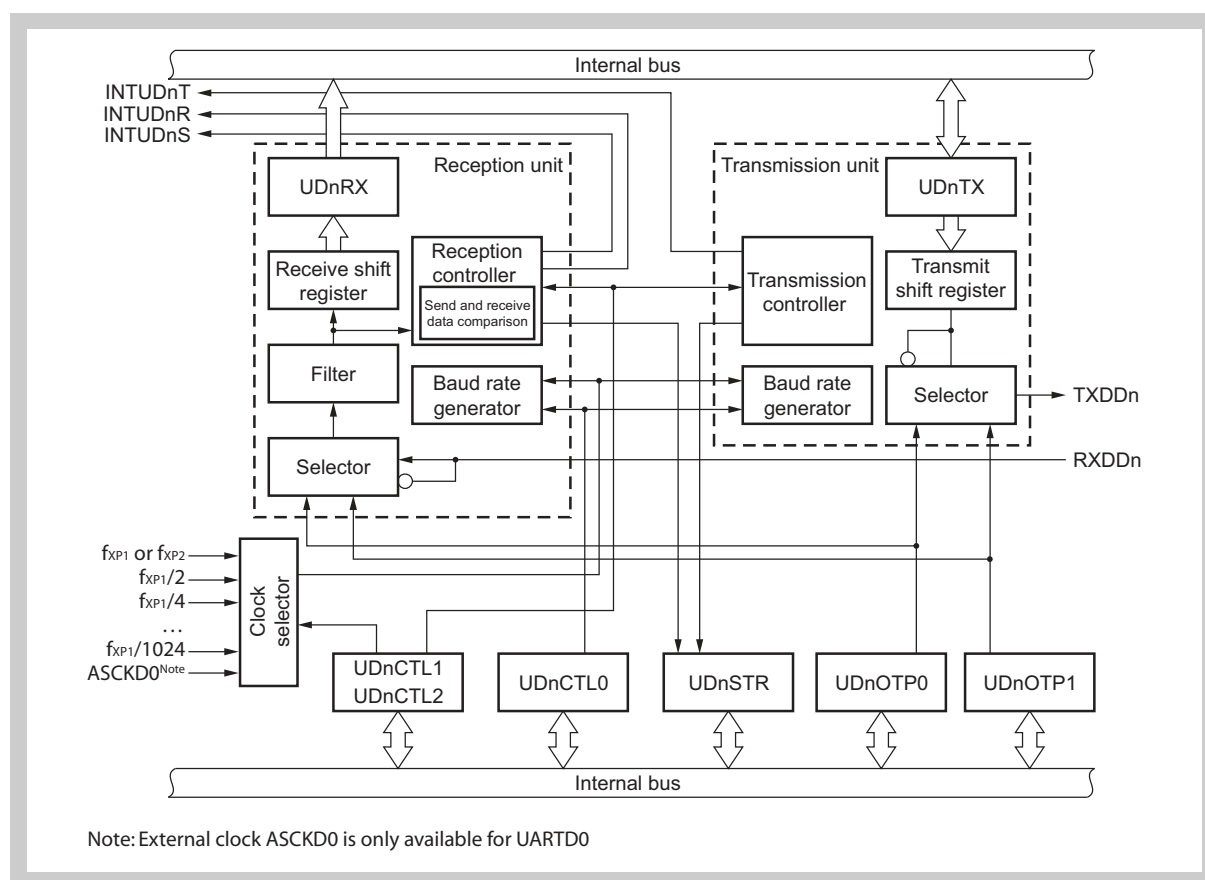 Internal bus
INTUDnT
INTUDnR
INTUDnS
Reception unit
Transmission unit
UDnRX
UDnTX
Receive shift
register
Reception
controller
Send and receive
data comparison
Transmission
controller
Transmit
shift register
Filter
Baud rate
generator
Baud rate
generator
Selector
TXDDn
Selector
RXDDn
fXP1 or fXP2
fXP1/2
fXP1/4
...
fXP1/1024
ASCKD0Note
Clock
selector
UDnCTL1
UDnCTL2
UDnCTL0
UDnSTR
UDnOTP0
UDnOTP1
Internal bus
Note: External clock ASCKD0 is only available for UARTD0